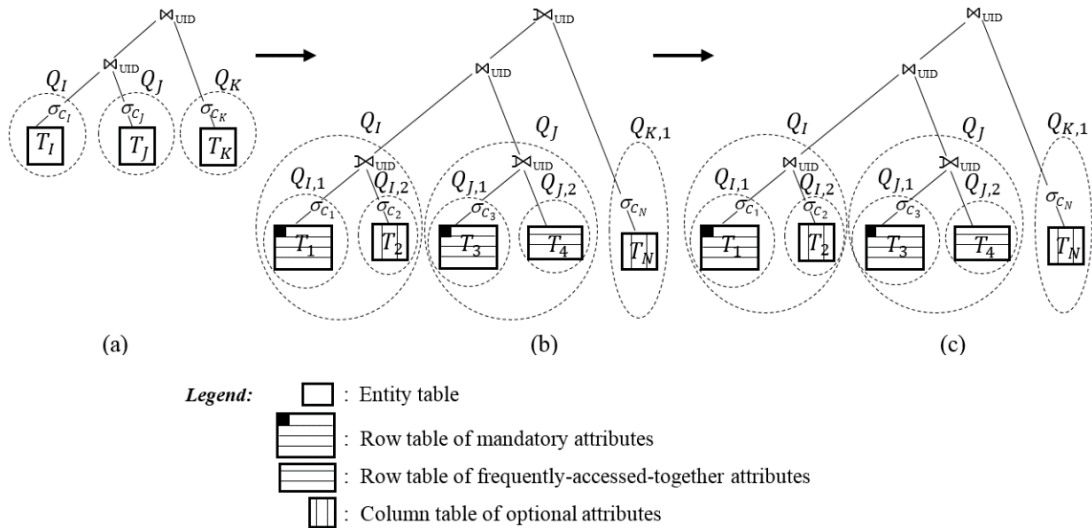 ⋈UID ⟕UID ⋈UID
⋈UID ⋈UID ⋈UID
Q_I Q_J Q_K
σ_{C_I} σ_{C_J} σ_{C_K}
T_I T_J T_K
Q_I Q_J Q_{K,1} Q_I Q_J Q_{K,1}
⟕UID ⟕UID ⋈UID ⟕UID
Q_{I,1} Q_{I,2} Q_{J,1} Q_{J,2} Q_{I,1} Q_{I,2} Q_{J,1} Q_{J,2}
σ_{C_1} σ_{C_2} σ_{C_3} σ_{C_N} σ_{C_1} σ_{C_2} σ_{C_3} σ_{C_N}
T_1 T_2 T_3 T_4 T_N T_1 T_2 T_3 T_4 T_N
(a) (b) (c)
Legend: : Entity table
: Row table of mandatory attributes
: Row table of frequently-accessed-together attributes
: Column table of optional attributes